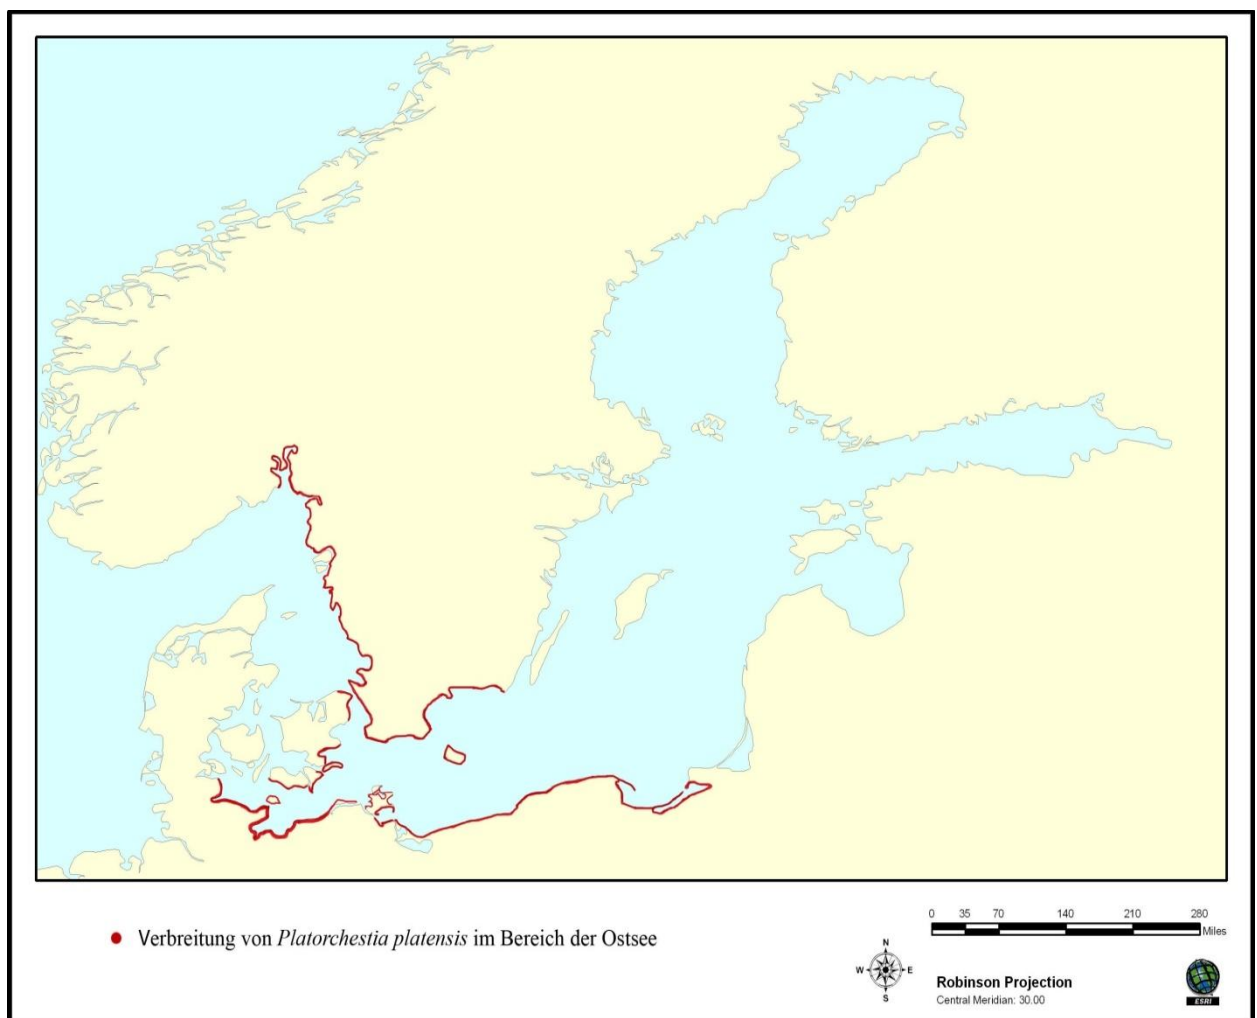 Verbreitung von Platorchestia platensis im Bereich der Ostsee
0 35 70 140 210 280
Miles
N
W E
S
Robinson Projection
Central Meridian: 30.00
ESRI